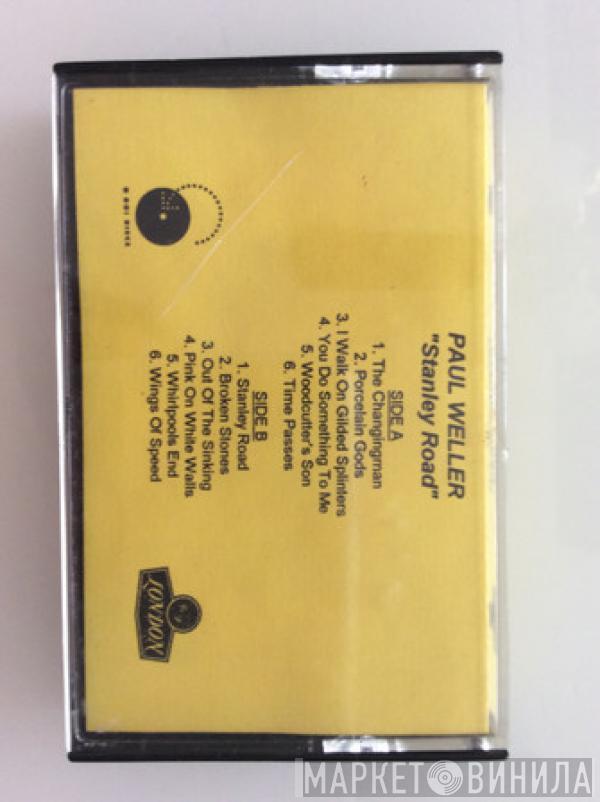 PAUL WELLER
"Stanley Road"
SIDE A
1. The Changingman
2. Porcelain Gods
3. I Walk On Gilded Splinters
4. You Do Something To Me
5. Woodcutter's Son
6. Time Passes
SIDE B
1. Stanley Road
2. Broken Stones
3. Out Of The Sinking
4. Pink On White Walls
5. Whirlpools End
6. Wings Of Speed
GO! DISCS
LONDON
МАРКЕТ ВИНИЛА